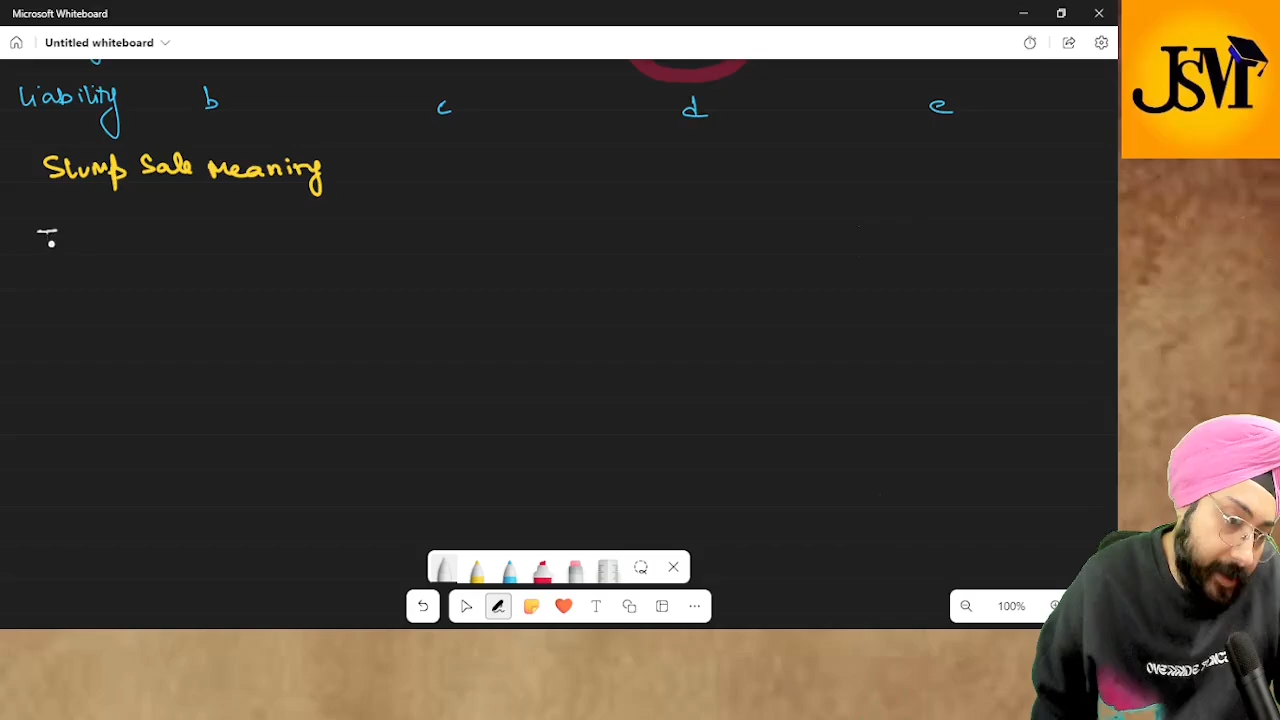 Microsoft Whiteboard
Untitled whiteboard
JSM
Liability b c d e
Slump Sale Meaning
T
100%